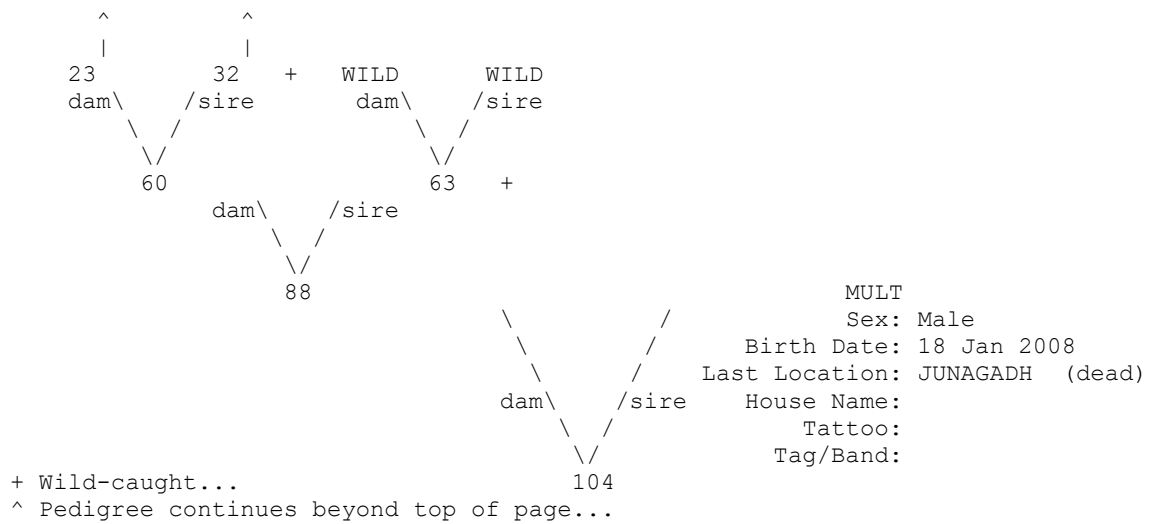 ^ ^
| |
23 32 + WILD WILD
dam\ /sire dam\ /sire
\ / \ /
\/ \/
60 63 +
dam\ /sire
\ /
\/
88 MULT
\ / Sex: Male
\ / Birth Date: 18 Jan 2008
\ / Last Location: JUNAGADH (dead)
dam\ /sire House Name:
\ / Tattoo:
\/ Tag/Band:
+ Wild-caught... 104
^ Pedigree continues beyond top of page...